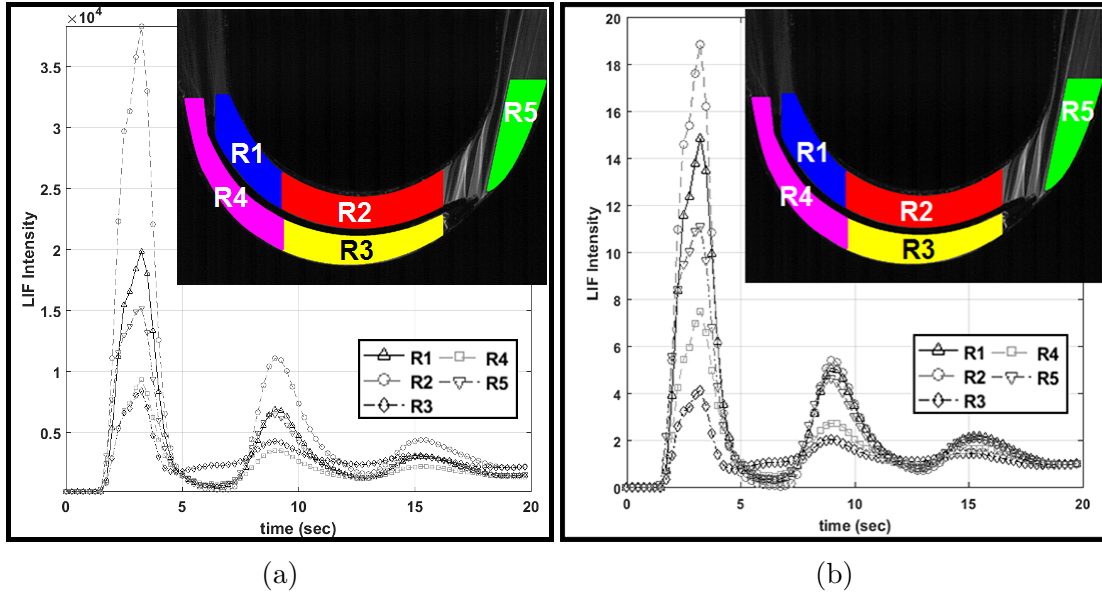 ×10⁴
3.5
3
2.5
2
1.5
1
0.5
0 5 10 15 20
LIF Intensity
time (sec)
R1
R2
R3
R4
R5
R1 R4
R2 R5
R3
(a)
20
18
16
14
12
10
8
6
4
2
0
0 5 10 15 20
LIF Intensity
time (sec)
R1
R2
R3
R4
R5
R1 R4
R2 R5
R3
(b)